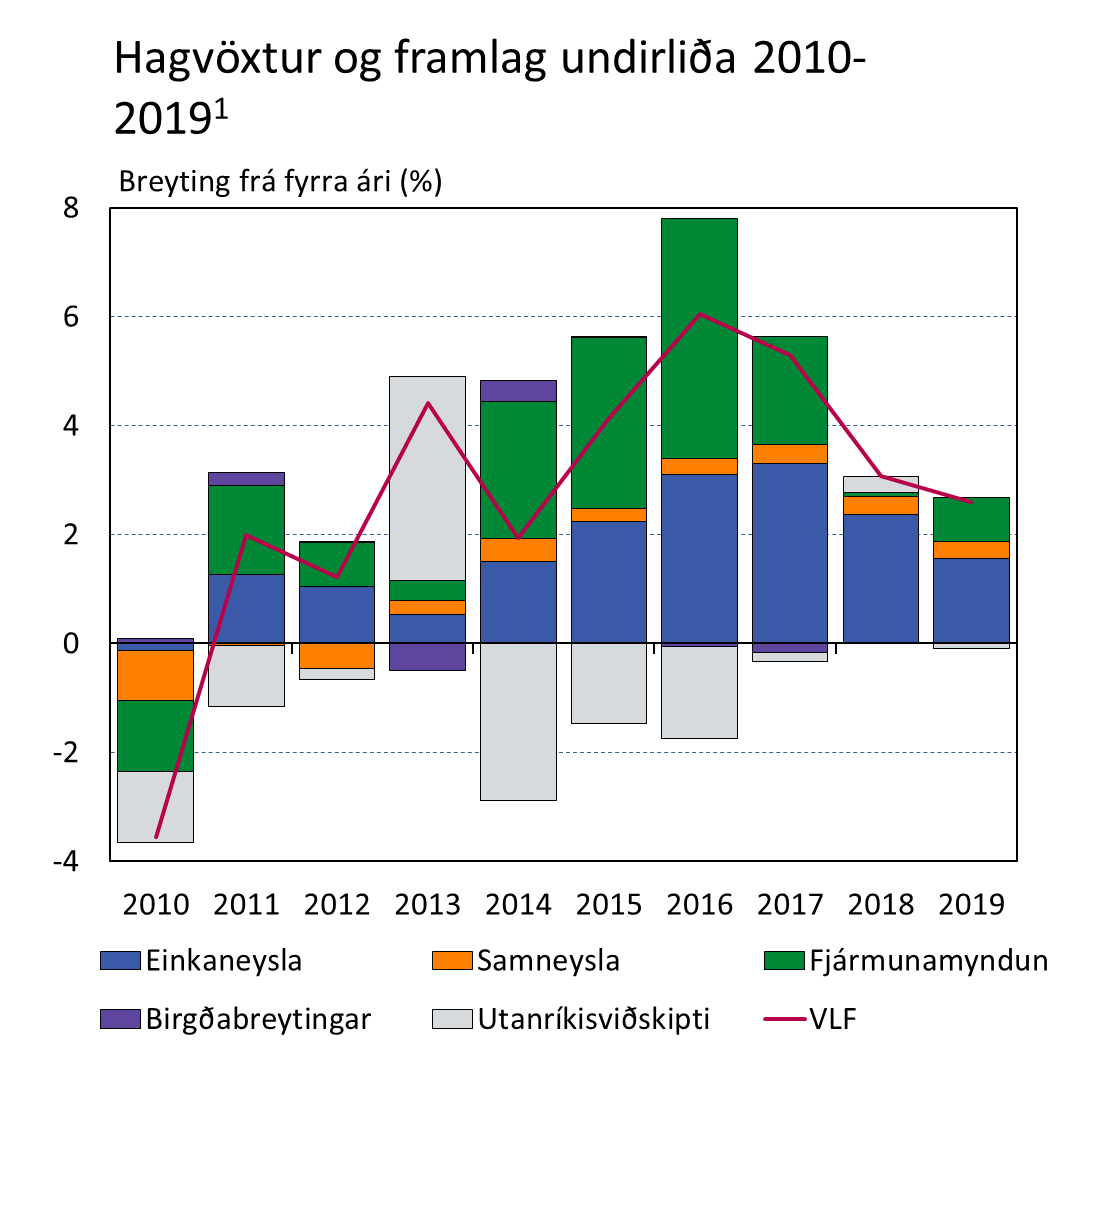 Hagvöxtur og framlag undirliða 2010-
2019¹
Breyting frá fyrra ári (%)
8
6
4
2
0
-2
-4
2010 2011 2012 2013 2014 2015 2016 2017 2018 2019
Einkaneysla Samneysla Fjármunamyndun
Birgðabreytingar Utanríkisviðskipti VLF